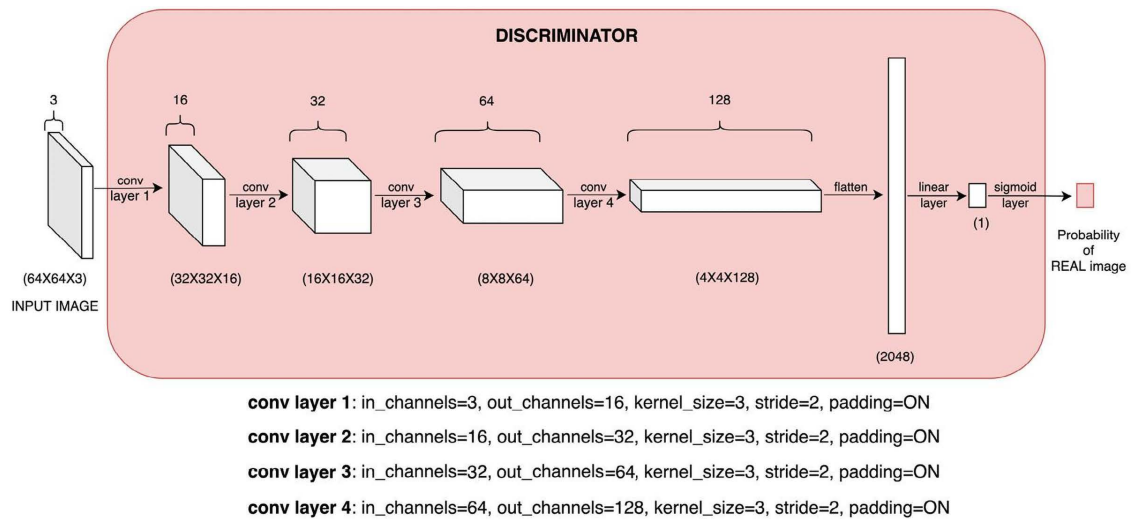 DISCRIMINATOR
3
16
32
64
128
conv
layer 1
conv
layer 2
conv
layer 3
conv
layer 4
flatten
linear
layer
sigmoid
layer
(1)
Probability
of
REAL image
(64X64X3)
(32X32X16)
(16X16X32)
(8X8X64)
(4X4X128)
INPUT IMAGE
(2048)
conv layer 1: in_channels=3, out_channels=16, kernel_size=3, stride=2, padding=ON
conv layer 2: in_channels=16, out_channels=32, kernel_size=3, stride=2, padding=ON
conv layer 3: in_channels=32, out_channels=64, kernel_size=3, stride=2, padding=ON
conv layer 4: in_channels=64, out_channels=128, kernel_size=3, stride=2, padding=ON